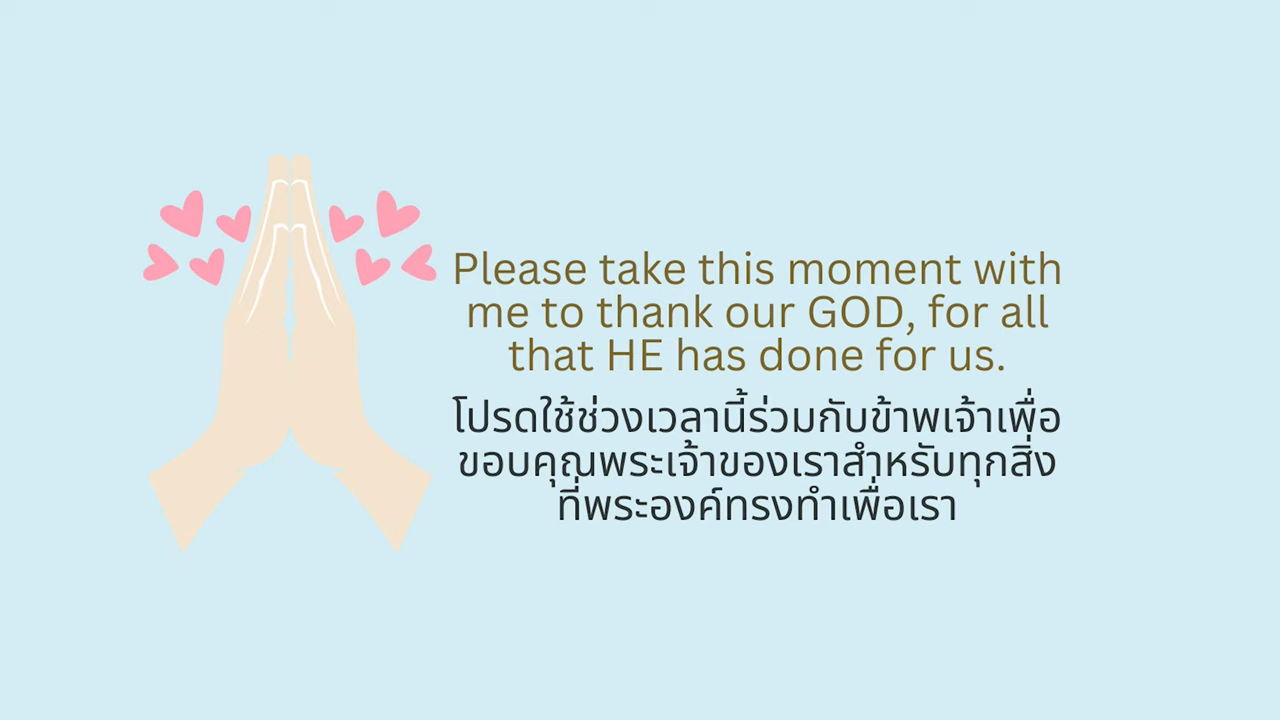 Please take this moment with
me to thank our GOD, for all
that HE has done for us.
โปรดใช้ช่วงเวลานี้ร่วมกับข้าพเจ้าเพื่อ
ขอบคุณพระเจ้าของเราสำหรับทุกสิ่ง
ที่พระองค์ทรงทำเพื่อเรา